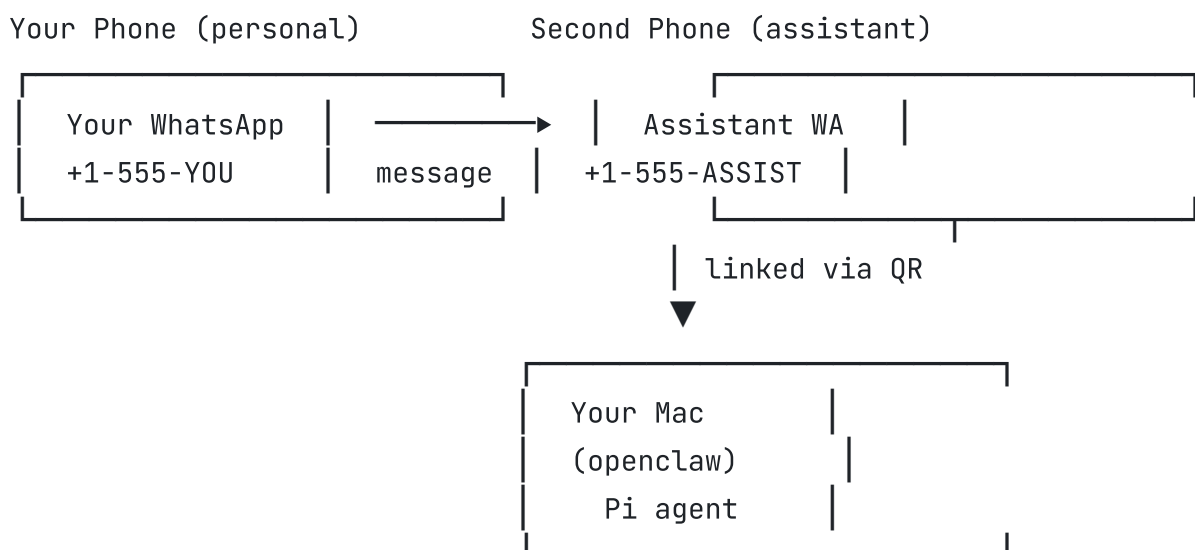 Your Phone (personal) Second Phone (assistant)
Your WhatsApp Assistant WA
+1-555-YOU message +1-555-ASSIST
linked via QR
Your Mac
(openclaw)
Pi agent